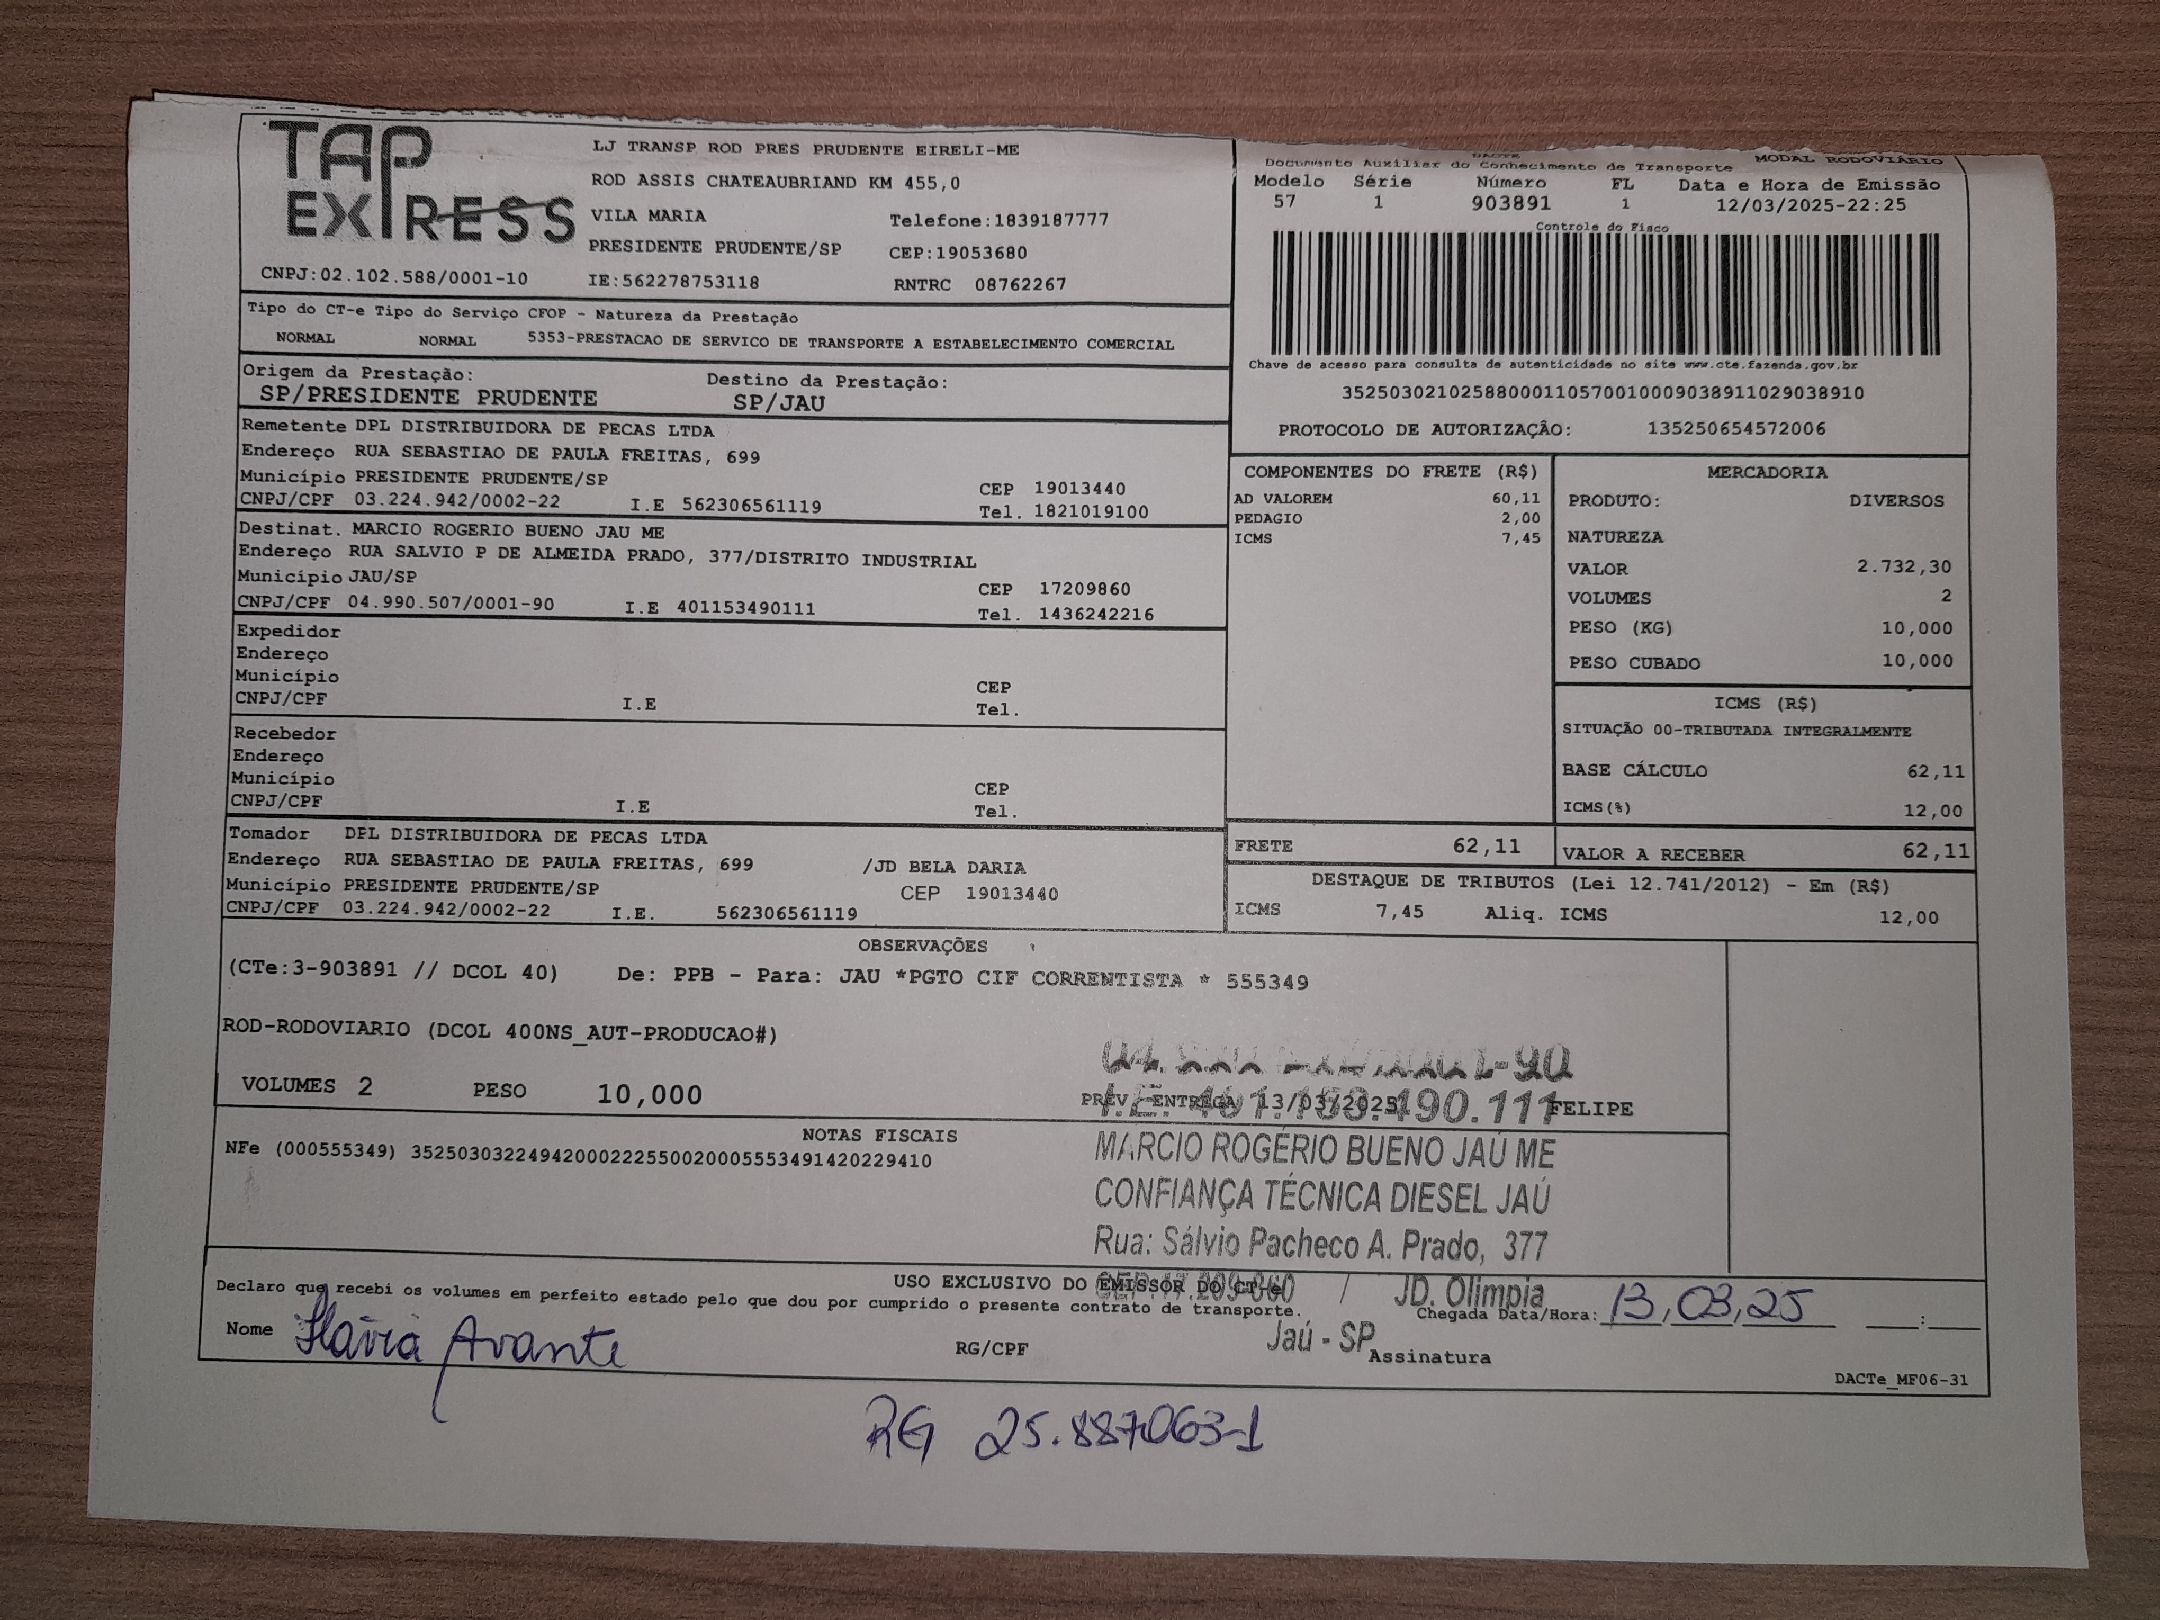 TAP
EXPRESS
LJ TRANSP ROD PRES PRUDENTE EIRELI-ME
ROD ASSIS CHATEAUBRIAND KM 455,0
VILA MARIA Telefone:1839187777
PRESIDENTE PRUDENTE/SP CEP:19053680
CNPJ:02.102.588/0001-10 IE:562278753118 RNTRC 08762267
DACTE
Documento Auxiliar do Conhecimento de Transporte MODAL RODOVIÁRIO
Modelo Série Número FL Data e Hora de Emissão
57 1 903891 1 12/03/2025-22:25
Controle do Fisco
Chave de acesso para consulta de autenticidade no site www.cte.fazenda.gov.br
35250302102588000110570010009038911029038910
PROTOCOLO DE AUTORIZAÇÃO: 135250654572006
Tipo do CT-e Tipo do Serviço CFOP - Natureza da Prestação
NORMAL NORMAL 5353-PRESTACAO DE SERVICO DE TRANSPORTE A ESTABELECIMENTO COMERCIAL
Origem da Prestação: Destino da Prestação:
SP/PRESIDENTE PRUDENTE SP/JAU
Remetente DPL DISTRIBUIDORA DE PECAS LTDA
Endereço RUA SEBASTIAO DE PAULA FREITAS, 699
Município PRESIDENTE PRUDENTE/SP CEP 19013440
CNPJ/CPF 03.224.942/0002-22 I.E 562306561119 Tel. 1821019100
Destinat. MARCIO ROGERIO BUENO JAU ME
Endereço RUA SALVIO P DE ALMEIDA PRADO, 377/DISTRITO INDUSTRIAL
Município JAU/SP CEP 17209860
CNPJ/CPF 04.990.507/0001-90 I.E 401153490111 Tel. 1436242216
Expedidor
Endereço
Município CEP
CNPJ/CPF I.E Tel.
Recebedor
Endereço
Município CEP
CNPJ/CPF I.E Tel.
Tomador DPL DISTRIBUIDORA DE PECAS LTDA
Endereço RUA SEBASTIAO DE PAULA FREITAS, 699 /JD BELA DARIA
Município PRESIDENTE PRUDENTE/SP CEP 19013440
CNPJ/CPF 03.224.942/0002-22 I.E. 562306561119
COMPONENTES DO FRETE (R$)
AD VALOREM 60,11
PEDAGIO 2,00
ICMS 7,45
MERCADORIA
PRODUTO: DIVERSOS
NATUREZA
VALOR 2.732,30
VOLUMES 2
PESO (KG) 10,000
PESO CUBADO 10,000
ICMS (R$)
SITUAÇÃO 00-TRIBUTADA INTEGRALMENTE
BASE CÁLCULO 62,11
ICMS(%) 12,00
FRETE 62,11 VALOR A RECEBER 62,11
DESTAQUE DE TRIBUTOS (Lei 12.741/2012) - Em (R$)
ICMS 7,45 Aliq. ICMS 12,00
OBSERVAÇÕES
(CTe:3-903891 // DCOL 40) De: PPB - Para: JAU *PGTO CIF CORRENTISTA * 555349
ROD-RODOVIARIO (DCOL 400NS_AUT-PRODUCAO#)
VOLUMES 2 PESO 10,000 PREV ENTREGA 13/03/2025 FELIPE
I.E. 401.153.490.111
MARCIO ROGÉRIO BUENO JAÚ ME
CONFIANÇA TÉCNICA DIESEL JAÚ
Rua: Sálvio Pacheco A. Prado, 377
CEP.17.209-860 / JD. Olimpia
Jaú - SP
NOTAS FISCAIS
NFe (000555349) 35250303224942000222550020005553491420229410
USO EXCLUSIVO DO EMISSOR DO CT-e
Declaro que recebi os volumes em perfeito estado pelo que dou por cumprido o presente contrato de transporte. Chegada Data/Hora: 13,03,25 :
Nome Flávia Avante RG/CPF Assinatura
DACTe_MF06-31
RG 25.887063-1